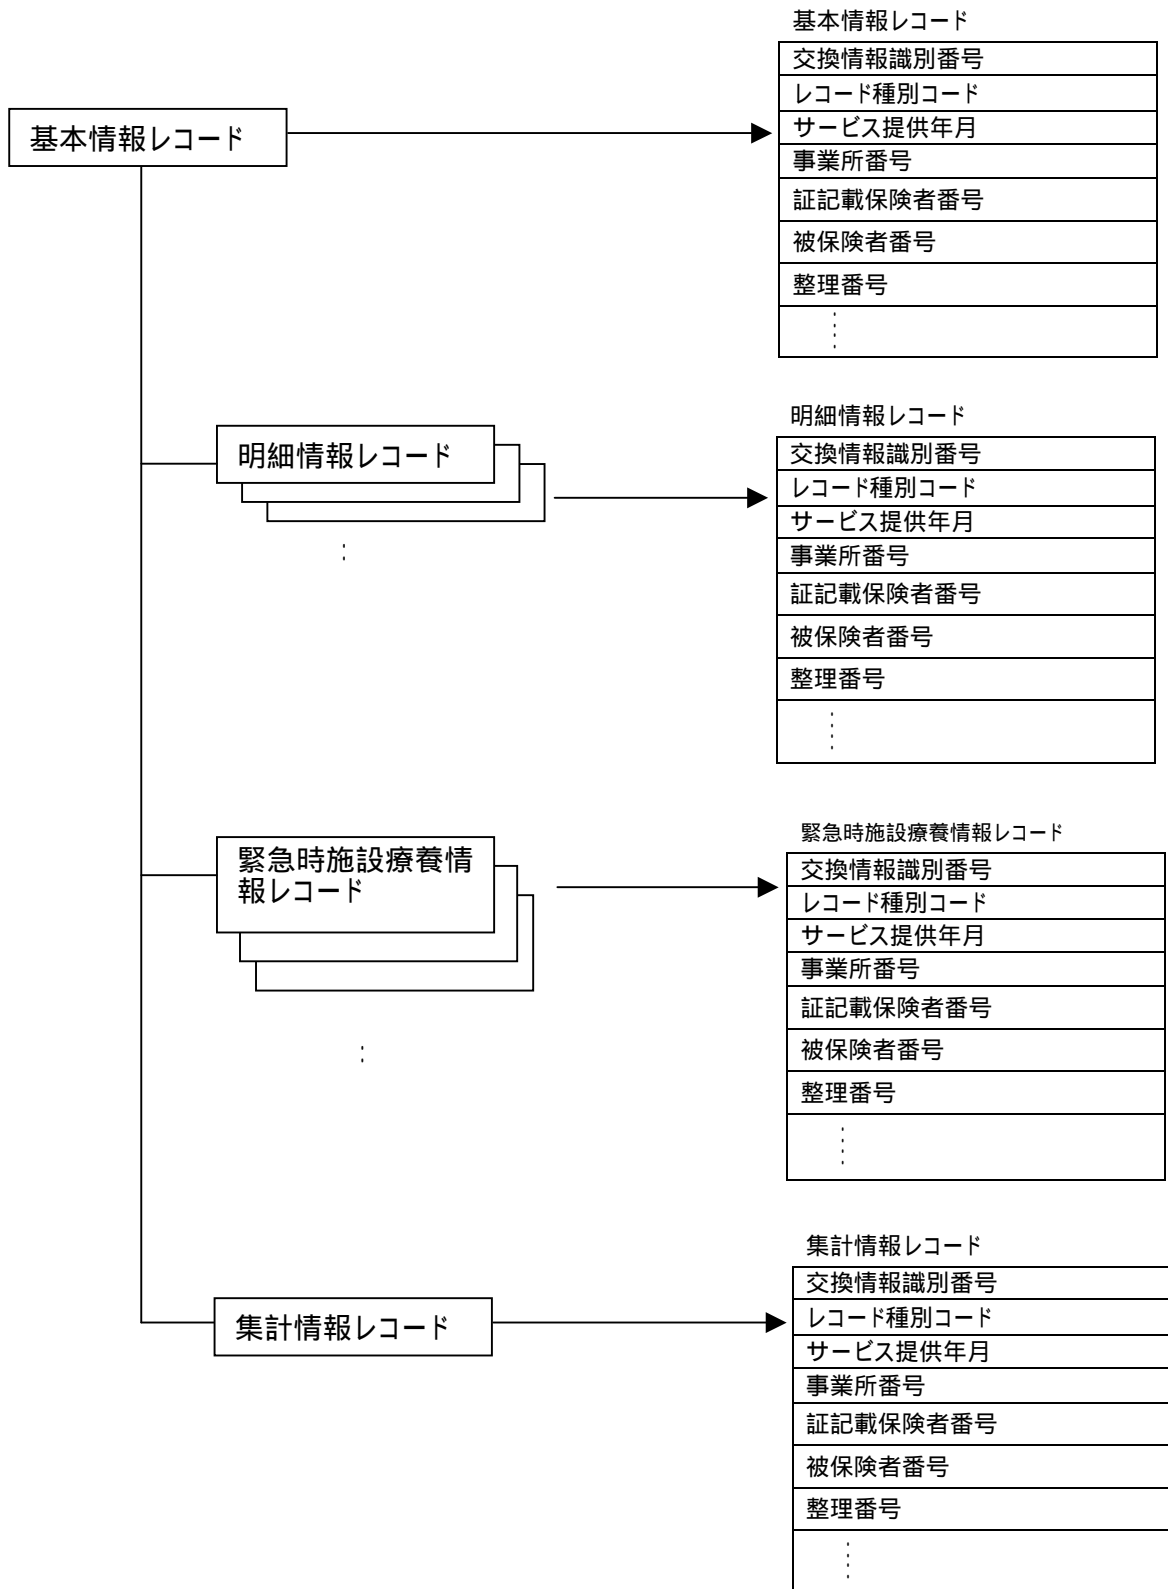 基本情報レコード
基本情報レコード
交換情報識別番号
レコード種別コード
サービス提供年月
事業所番号
証記載保険者番号
被保険者番号
整理番号
明細情報レコード
明細情報レコード
交換情報識別番号
レコード種別コード
サービス提供年月
事業所番号
証記載保険者番号
被保険者番号
整理番号
緊急時施設療養情
報レコード
緊急時施設療養情報レコード
交換情報識別番号
レコード種別コード
サービス提供年月
事業所番号
証記載保険者番号
被保険者番号
整理番号
集計情報レコード
集計情報レコード
交換情報識別番号
レコード種別コード
サービス提供年月
事業所番号
証記載保険者番号
被保険者番号
整理番号